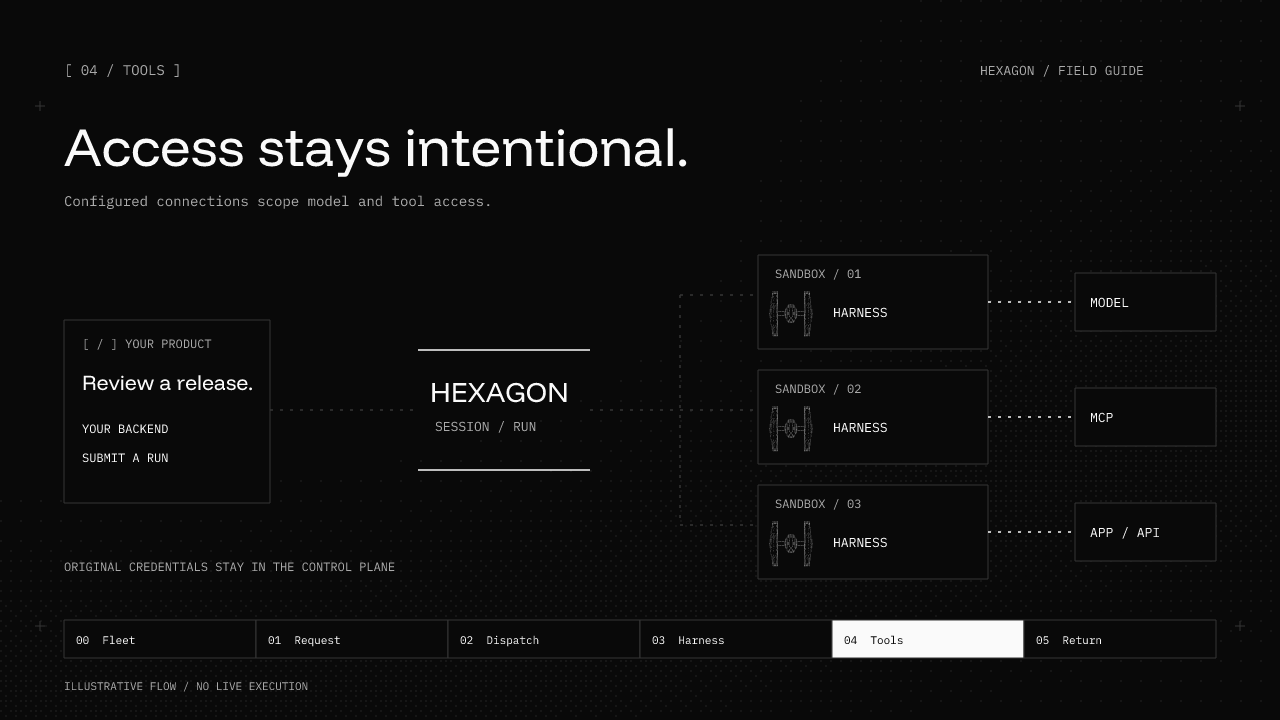 [ 04 / TOOLS ]
HEXAGON / FIELD GUIDE
Access stays intentional.
Configured connections scope model and tool access.
[ / ] YOUR PRODUCT
Review a release.
YOUR BACKEND
SUBMIT A RUN
HEXAGON
SESSION / RUN
SANDBOX / 01
HARNESS
MODEL
SANDBOX / 02
HARNESS
MCP
SANDBOX / 03
HARNESS
APP / API
ORIGINAL CREDENTIALS STAY IN THE CONTROL PLANE
00 Fleet
01 Request
02 Dispatch
03 Harness
04 Tools
05 Return
ILLUSTRATIVE FLOW / NO LIVE EXECUTION